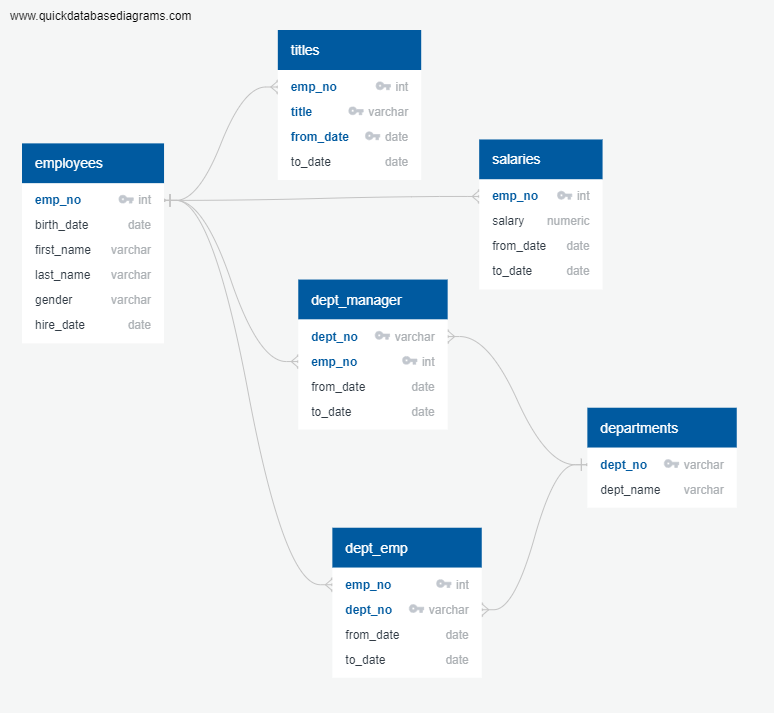 www.quickdatabasediagrams.com
titles
emp_no int
title varchar
from_date date
to_date date
employees
emp_no int
birth_date date
first_name varchar
last_name varchar
gender varchar
hire_date date
salaries
emp_no int
salary numeric
from_date date
to_date date
dept_manager
dept_no varchar
emp_no int
from_date date
to_date date
departments
dept_no varchar
dept_name varchar
dept_emp
emp_no int
dept_no varchar
from_date date
to_date date